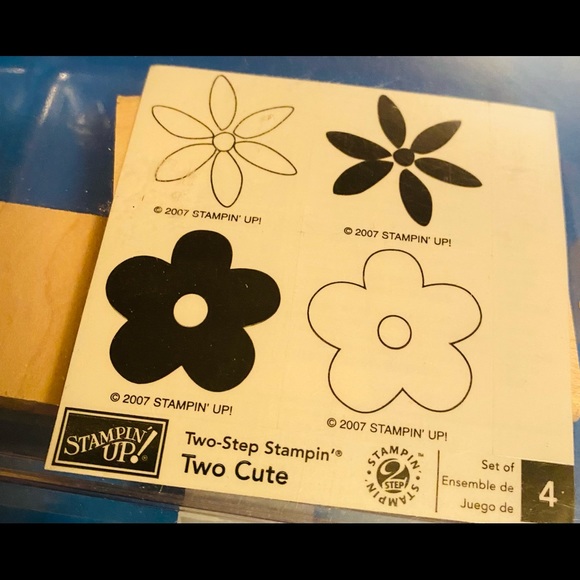 © 2007 STAMPIN' UP!
© 2007 STAMPIN' UP!
© 2007 STAMPIN' UP!
© 2007 STAMPIN' UP!
STAMPIN'
UP!
Two-Step Stampin'®
Two Cute
STAMPIN' STAMPIN'
2
STEP
™
Set of
Ensemble de
Juego de
4